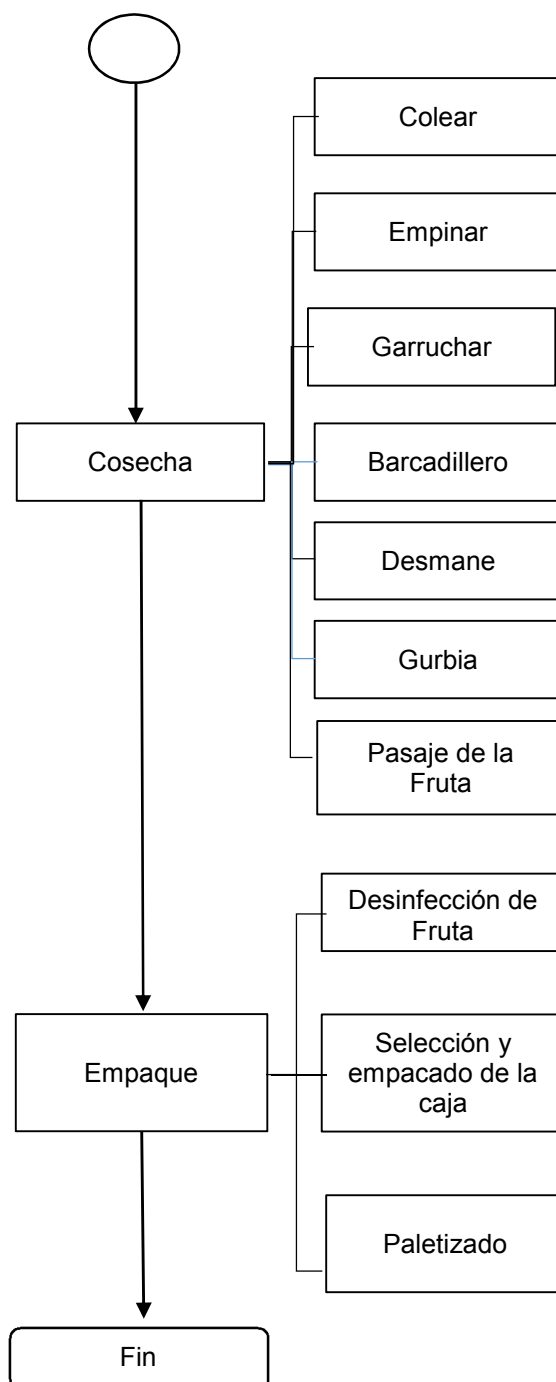 Colear
Empinar
Garruchar
Cosecha
Barcadillero
Desmane
Gurbia
Pasaje de la
Fruta
Desinfección de
Fruta
Empaque
Selección y
empacado de la
caja
Paletizado
Fin